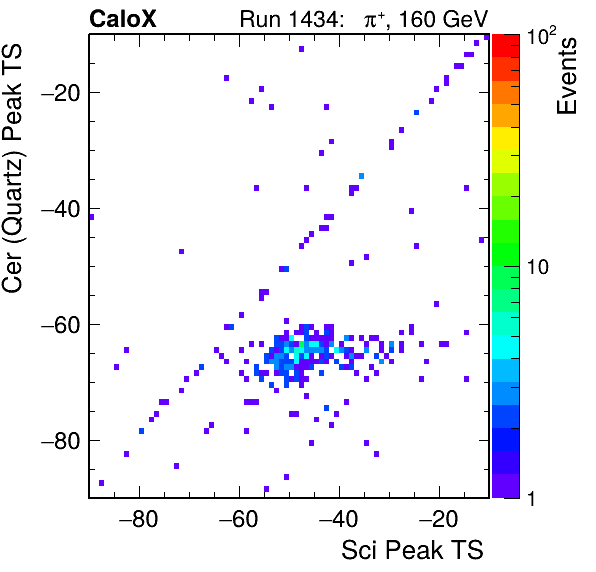 CaloX Run 1434: π⁺, 160 GeV
Cer (Quartz) Peak TS
−20
−40
−60
−80
−80 −60 −40 −20
Sci Peak TS
10²
10
1
Events